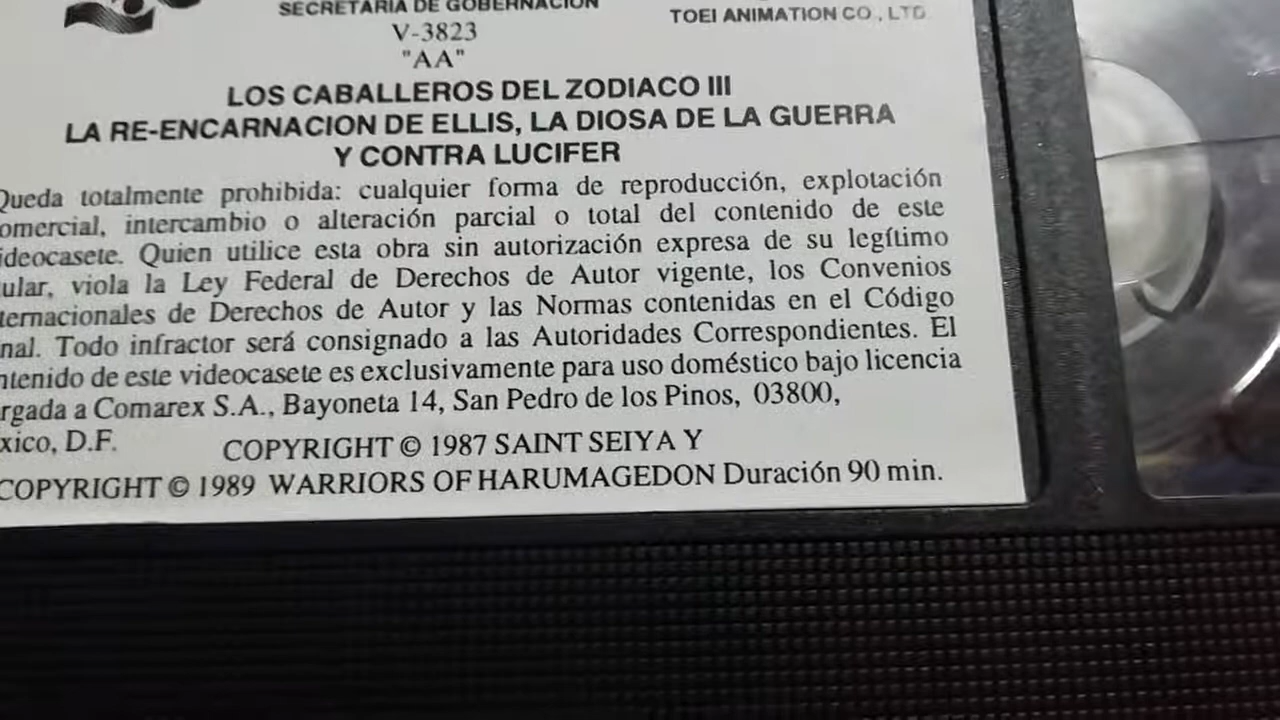 SECRETARIA DE GOBERNACION
TOEI ANIMATION CO., LTD.
V-3823
"AA"
LOS CABALLEROS DEL ZODIACO III
LA RE-ENCARNACION DE ELLIS, LA DIOSA DE LA GUERRA
Y CONTRA LUCIFER
Queda totalmente prohibida: cualquier forma de reproducción, explotación
omercial, intercambio o alteración parcial o total del contenido de este
ideocasete. Quien utilice esta obra sin autorización expresa de su legítimo
ular, viola la Ley Federal de Derechos de Autor vigente, los Convenios
ternacionales de Derechos de Autor y las Normas contenidas en el Código
nal. Todo infractor será consignado a las Autoridades Correspondientes. El
ntenido de este videocasete es exclusivamente para uso doméstico bajo licencia
rgada a Comarex S.A., Bayoneta 14, San Pedro de los Pinos, 03800,
xico, D.F.
COPYRIGHT © 1987 SAINT SEIYA Y
COPYRIGHT © 1989 WARRIORS OF HARUMAGEDON Duración 90 min.